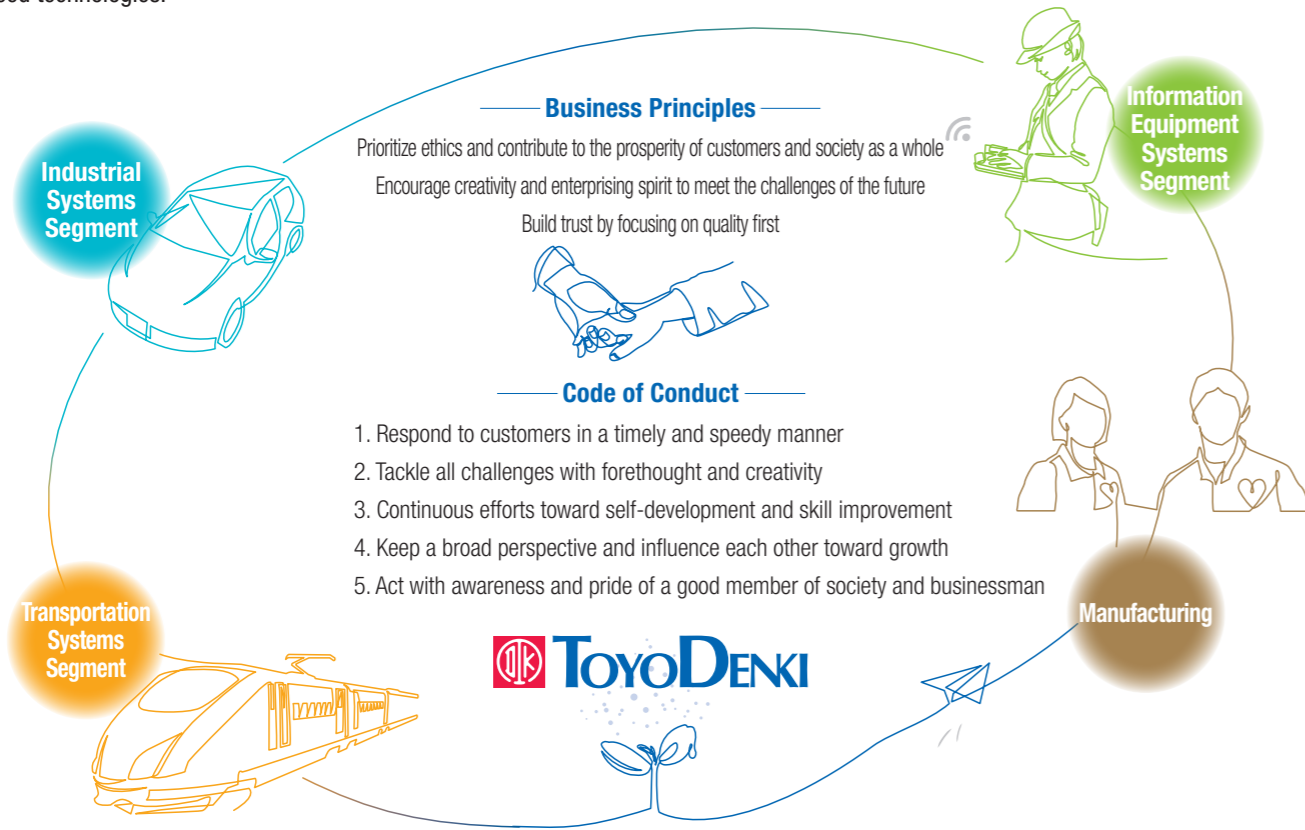 sed technologies.
Business Principles
Prioritize ethics and contribute to the prosperity of customers and society as a whole
Encourage creativity and enterprising spirit to meet the challenges of the future
Build trust by focusing on quality first
Industrial
Systems
Segment
Information
Equipment
Systems
Segment
Code of Conduct
1. Respond to customers in a timely and speedy manner
2. Tackle all challenges with forethought and creativity
3. Continuous efforts toward self-development and skill improvement
4. Keep a broad perspective and influence each other toward growth
5. Act with awareness and pride of a good member of society and businessman
Transportation
Systems
Segment
Manufacturing
TOYO DENKI